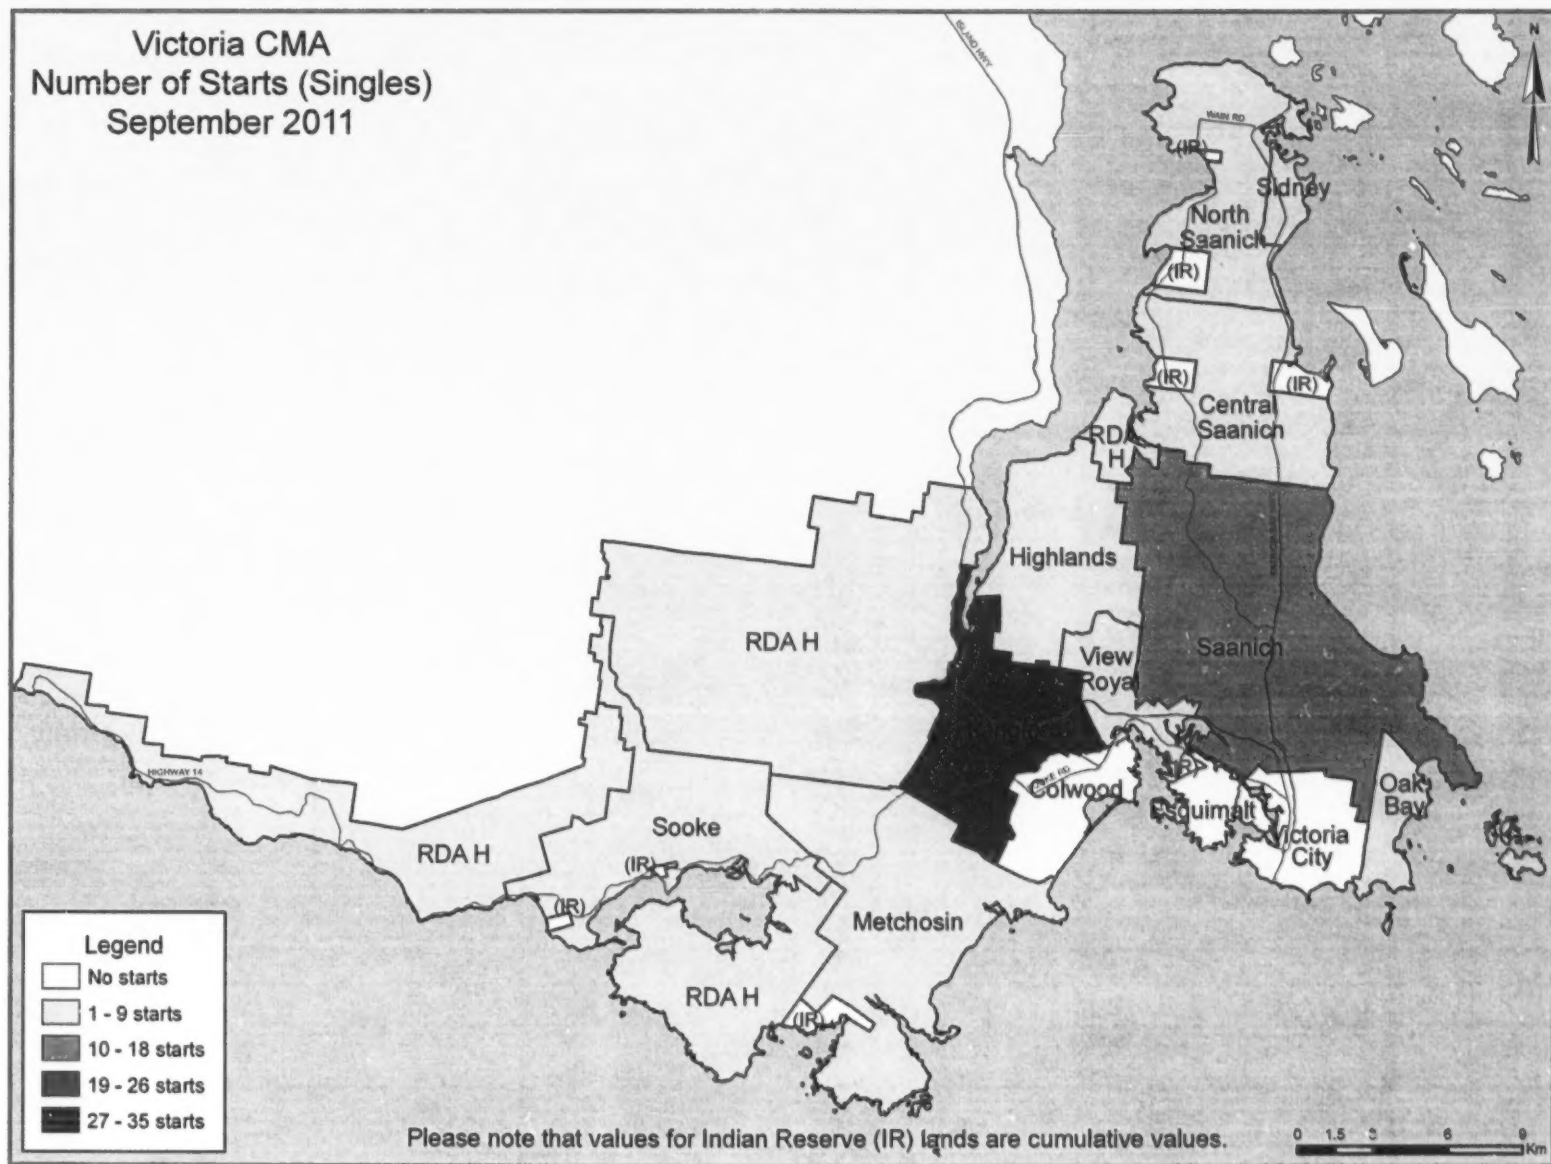 Victoria CMA
Number of Starts (Singles)
September 2011
ISLAND HWY
N
WAIN RD
(IR)
Sidney
North
Saanich
(IR)
(IR)
(IR)
Central
Saanich
RDA
H
Highlands
RDA H
View
Royal
Saanich
HIGHWAY 14
Colwood
Oak
Bay
(IR)
Esquimalt
Victoria
City
Sooke
RDA H
(IR)
(IR)
Metchosin
RDA H
(IR)
Legend
No starts
1 - 9 starts
10 - 18 starts
19 - 26 starts
27 - 35 starts
Please note that values for Indian Reserve (IR) lands are cumulative values.
0 1.5 3 6 9
Km